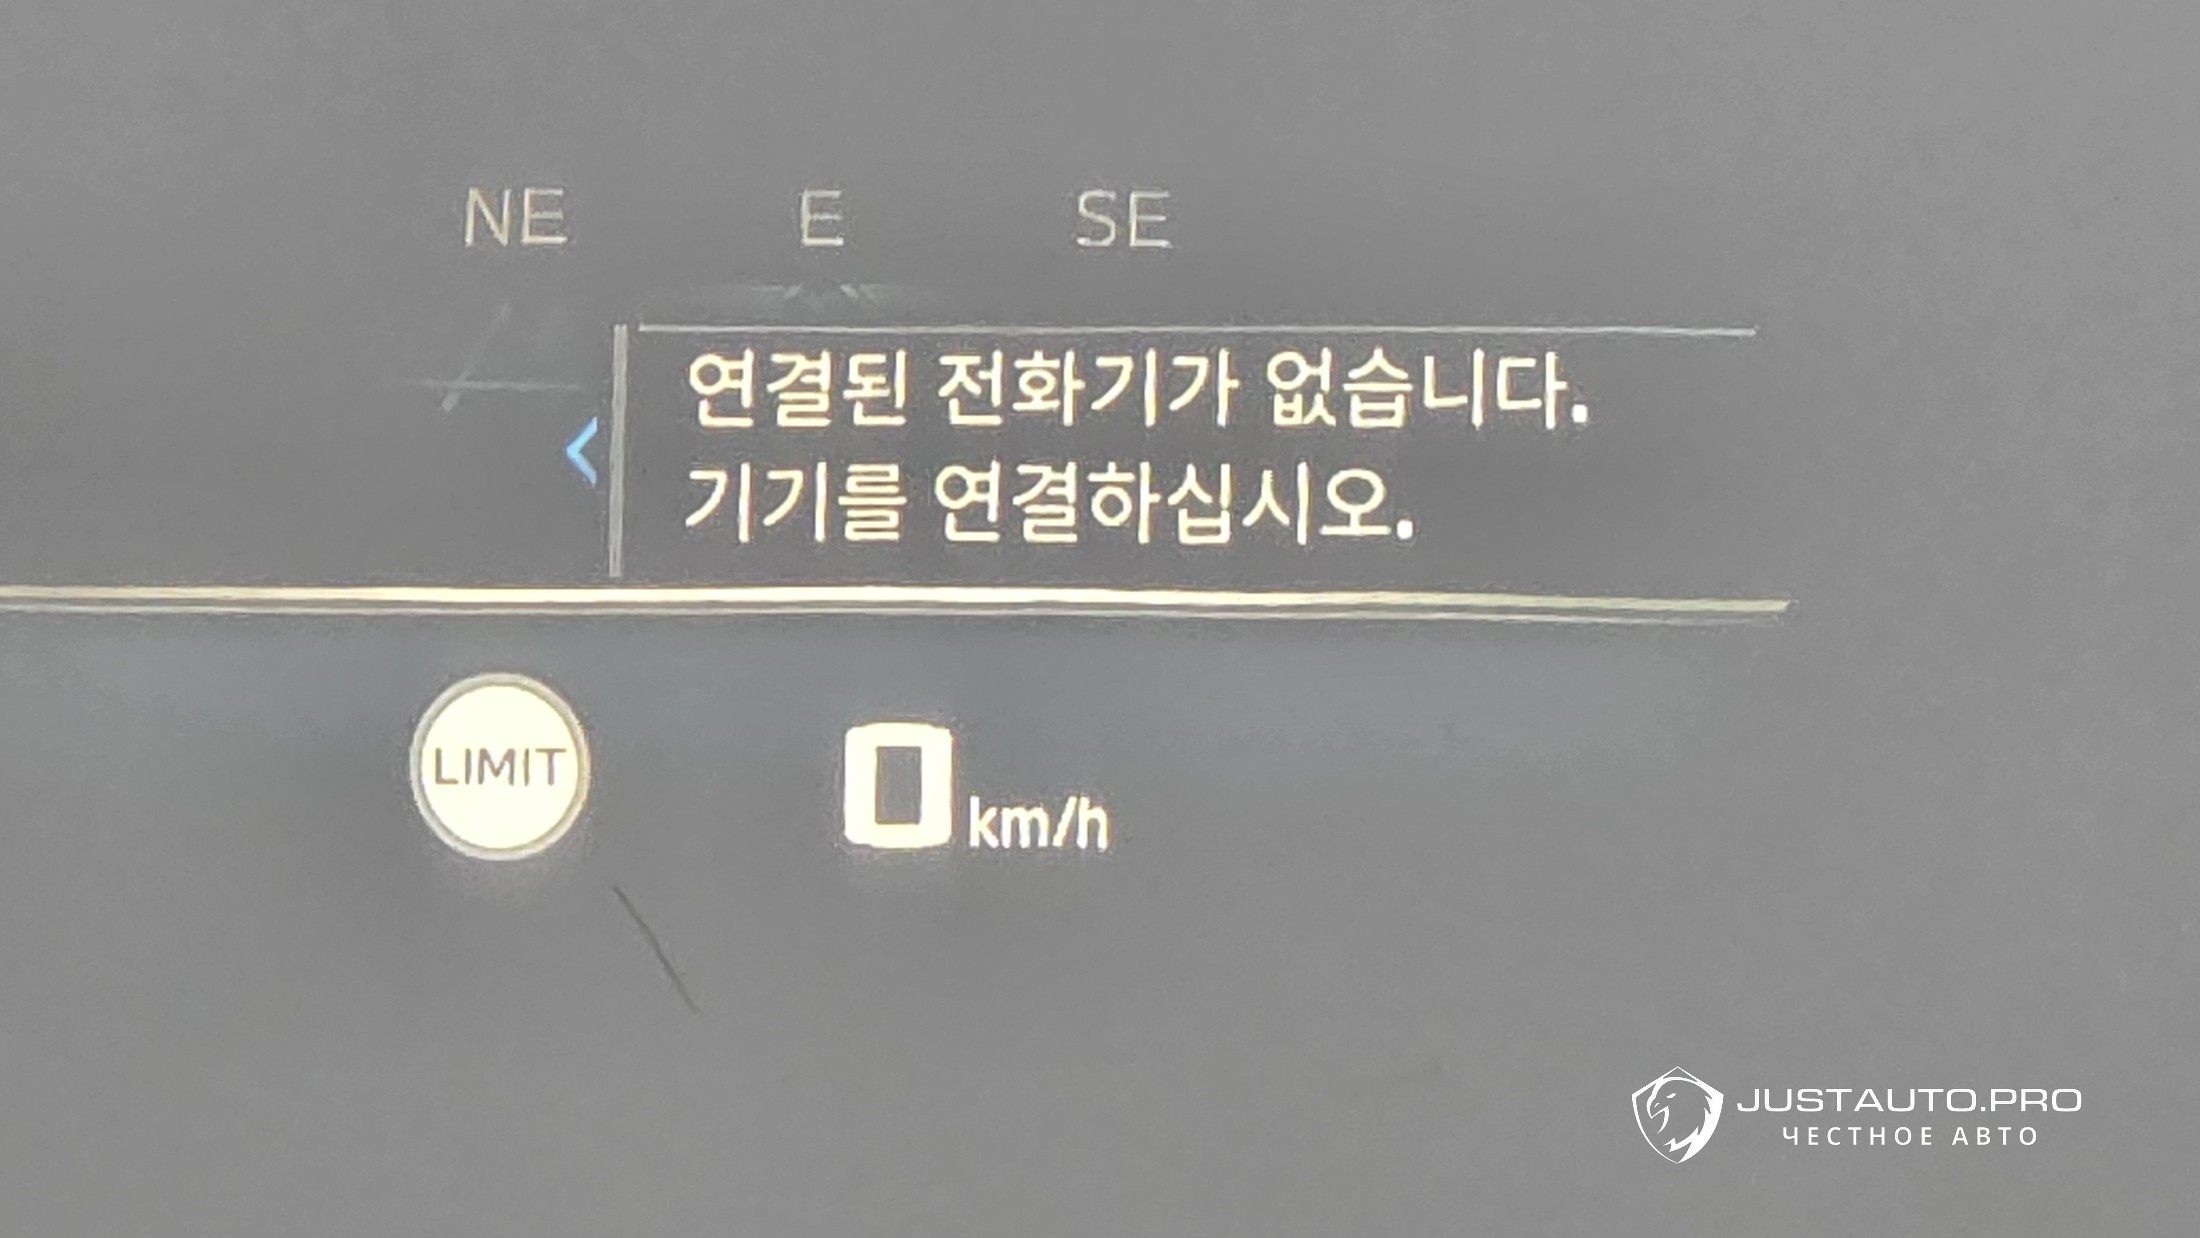 NE E SE
연결된 전화기가 없습니다.
기기를 연결하십시오.
LIMIT
0 km/h
JUSTAUTO.PRO
ЧЕСТНОЕ АВТО